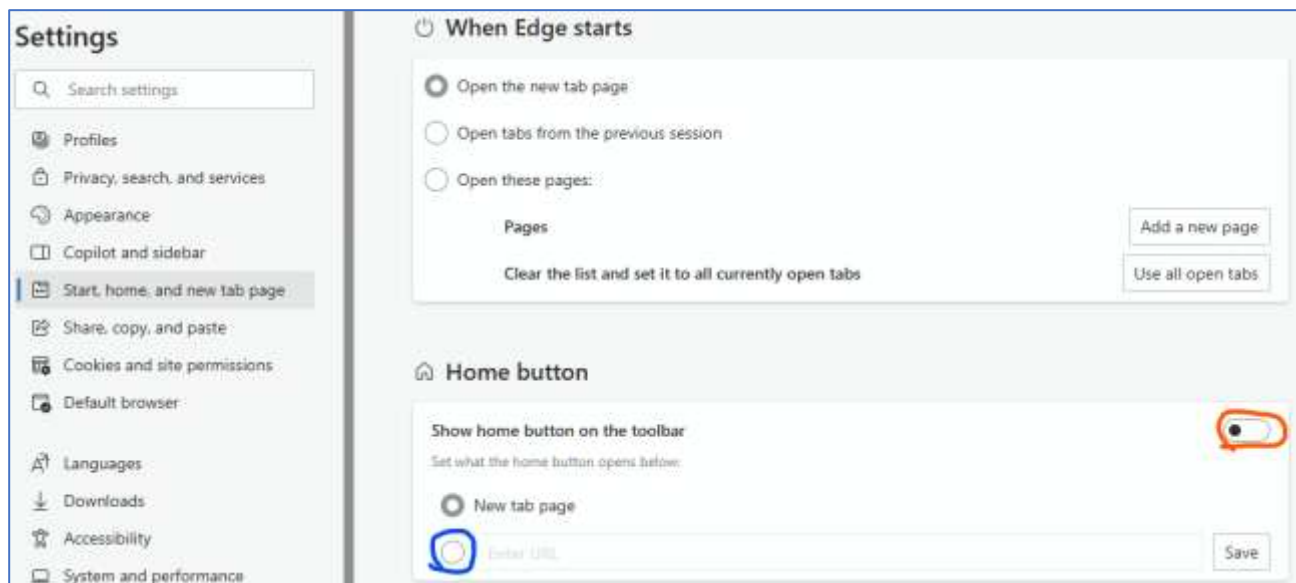 Settings
Search settings
Profiles
Privacy, search, and services
Appearance
Copilot and sidebar
Start, home, and new tab page
Share, copy, and paste
Cookies and site permissions
Default browser
Languages
Downloads
Accessibility
System and performance
When Edge starts
Open the new tab page
Open tabs from the previous session
Open these pages:
Pages
Add a new page
Clear the list and set it to all currently open tabs
Use all open tabs
Home button
Show home button on the toolbar
Set what the home button opens below:
New tab page
Enter URL
Save